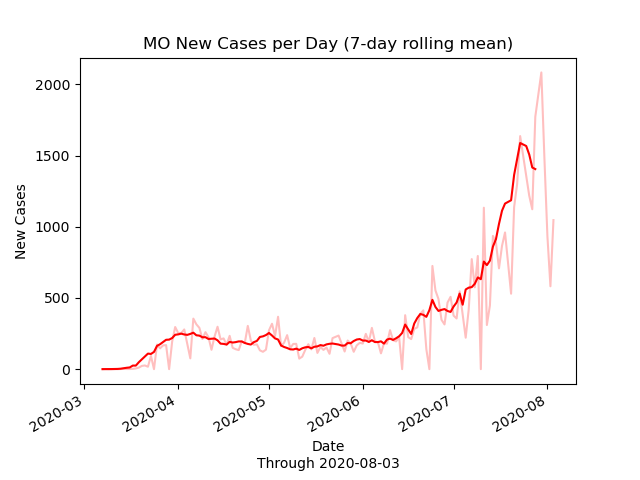 MO New Cases per Day (7-day rolling mean)
New Cases
2000
1500
1000
500
0
2020-03
2020-04
2020-05
2020-06
2020-07
2020-08
Date
Through 2020-08-03